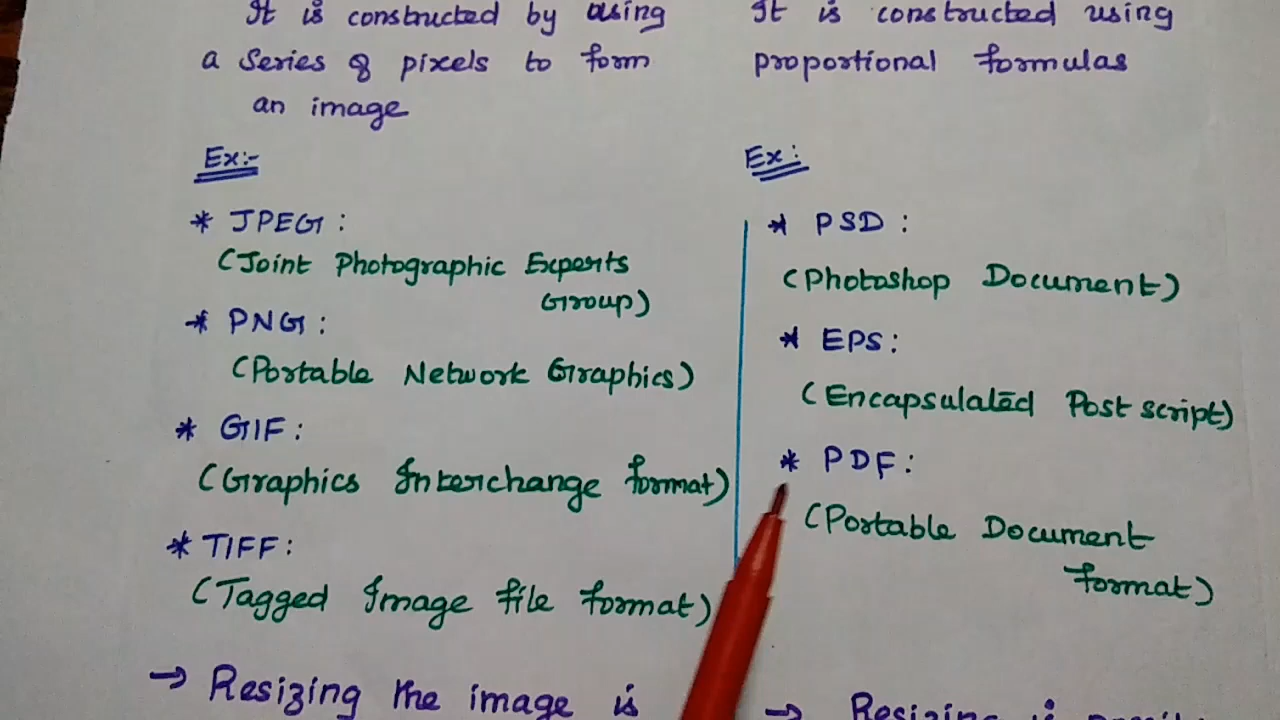 It is constructed by using
a Series of pixels to form
an image
Ex:-
* JPEG:
(Joint Photographic Experts
Group)
* PNG:
(Portable Network Graphics)
* GIF:
(Graphics Interchange format)
* TIFF:
(Tagged Image file format)
→ Resizing the image is
It is constructed using
proportional formulas
Ex:
* PSD:
(Photoshop Document)
* EPS:
(Encapsulated Post script)
* PDF:
(Portable Document
format)
→ Resizing is